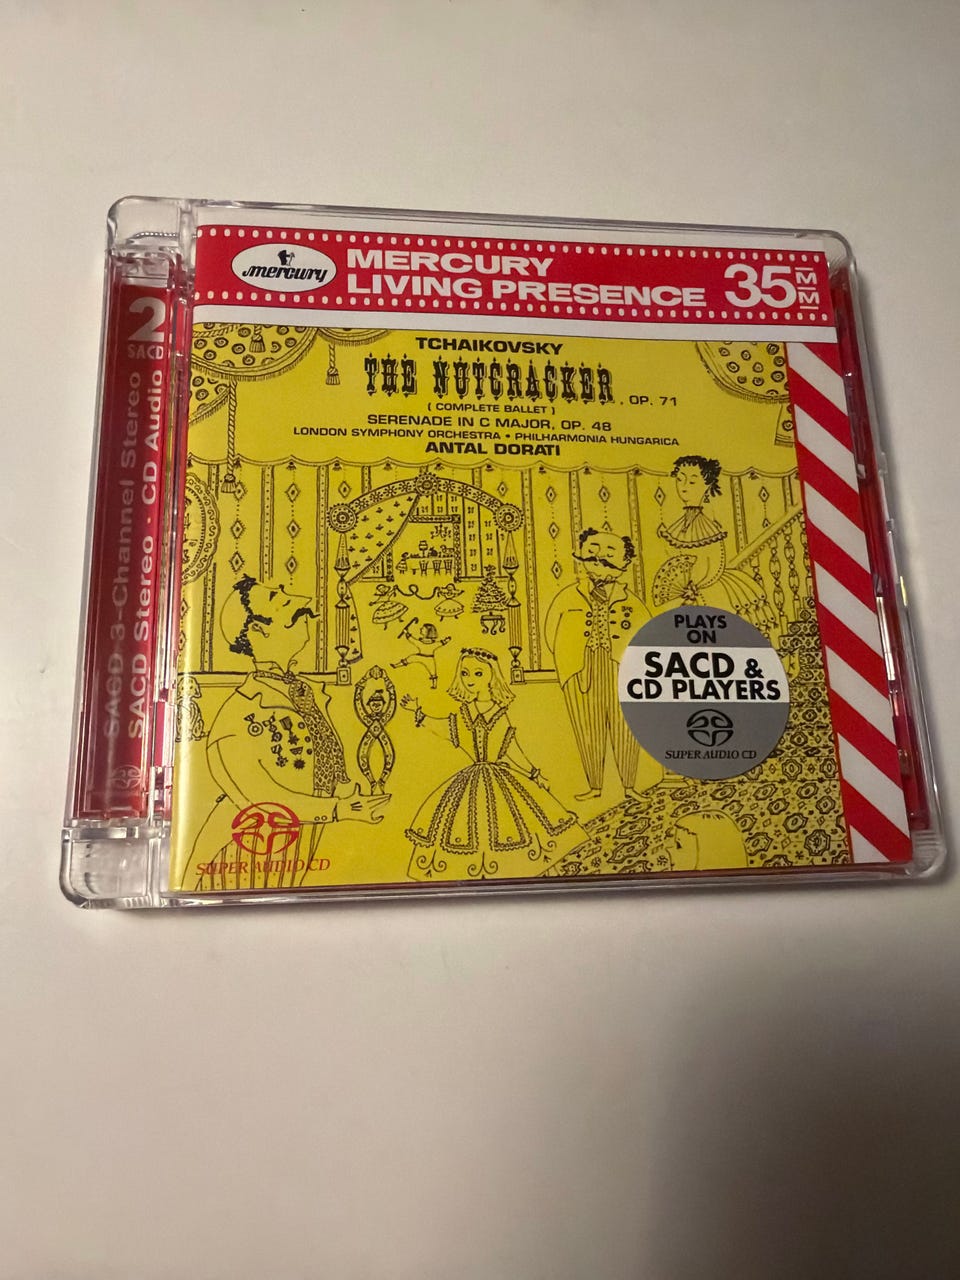 mercury
MERCURY
LIVING PRESENCE
35MM
TCHAIKOVSKY
THE NUTCRACKER, OP. 71
( COMPLETE BALLET )
SERENADE IN C MAJOR, OP. 48
LONDON SYMPHONY ORCHESTRA • PHILHARMONIA HUNGARICA
ANTAL DORATI
PLAYS
ON
SACD &
CD PLAYERS
SUPER AUDIO CD
SUPER AUDIO CD
2
SACD
SACD 3-Channel Stereo
SACD Stereo · CD Audio